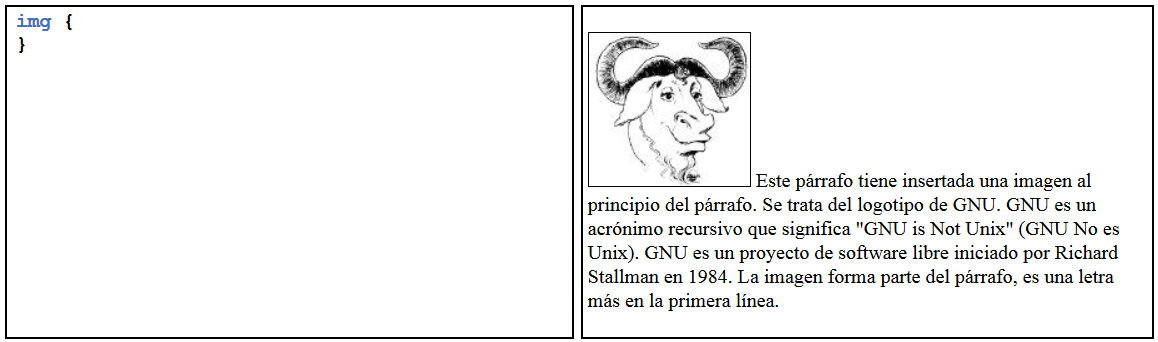 img {
}
Este párrafo tiene insertada una imagen al
principio del párrafo. Se trata del logotipo de GNU. GNU es un
acrónimo recursivo que significa "GNU is Not Unix" (GNU No es
Unix). GNU es un proyecto de software libre iniciado por Richard
Stallman en 1984. La imagen forma parte del párrafo, es una letra
más en la primera línea.